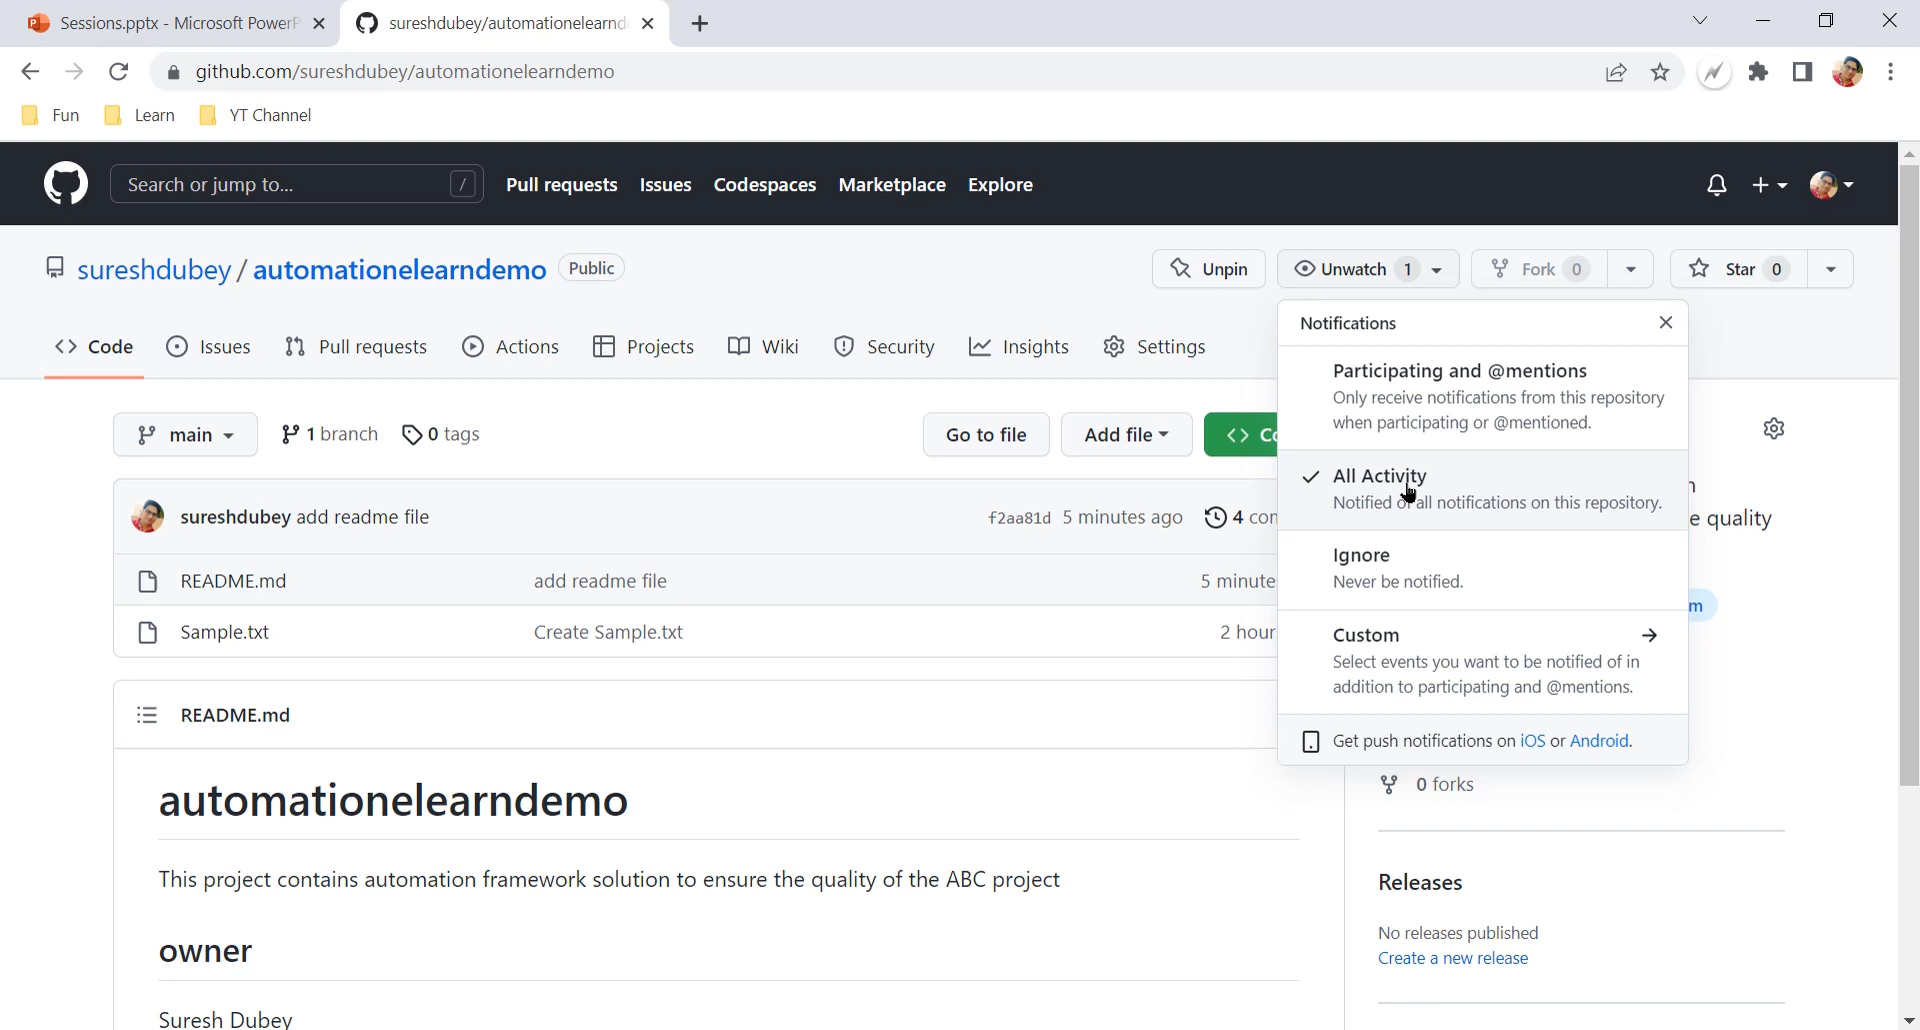 Sessions.pptx - Microsoft PowerP
sureshdubey/automationelearnd
github.com/sureshdubey/automationelearndemo
Fun Learn YT Channel
Search or jump to... / Pull requests Issues Codespaces Marketplace Explore
sureshdubey / automationelearndemo Public
Unpin Unwatch 1 Fork 0 Star 0
Code Issues Pull requests Actions Projects Wiki Security Insights Settings
Notifications
Participating and @mentions
Only receive notifications from this repository
when participating or @mentioned.
All Activity
Notified of all notifications on this repository.
Ignore
Never be notified.
Custom
Select events you want to be notified of in
addition to participating and @mentions.
Get push notifications on iOS or Android.
main 1 branch 0 tags Go to file Add file
sureshdubey add readme file f2aa81d 5 minutes ago 4 com
README.md add readme file 5 minute
Sample.txt Create Sample.txt 2 hour
README.md
automationelearndemo
This project contains automation framework solution to ensure the quality of the ABC project
owner
Suresh Dubey
e quality
m
0 forks
Releases
No releases published
Create a new release